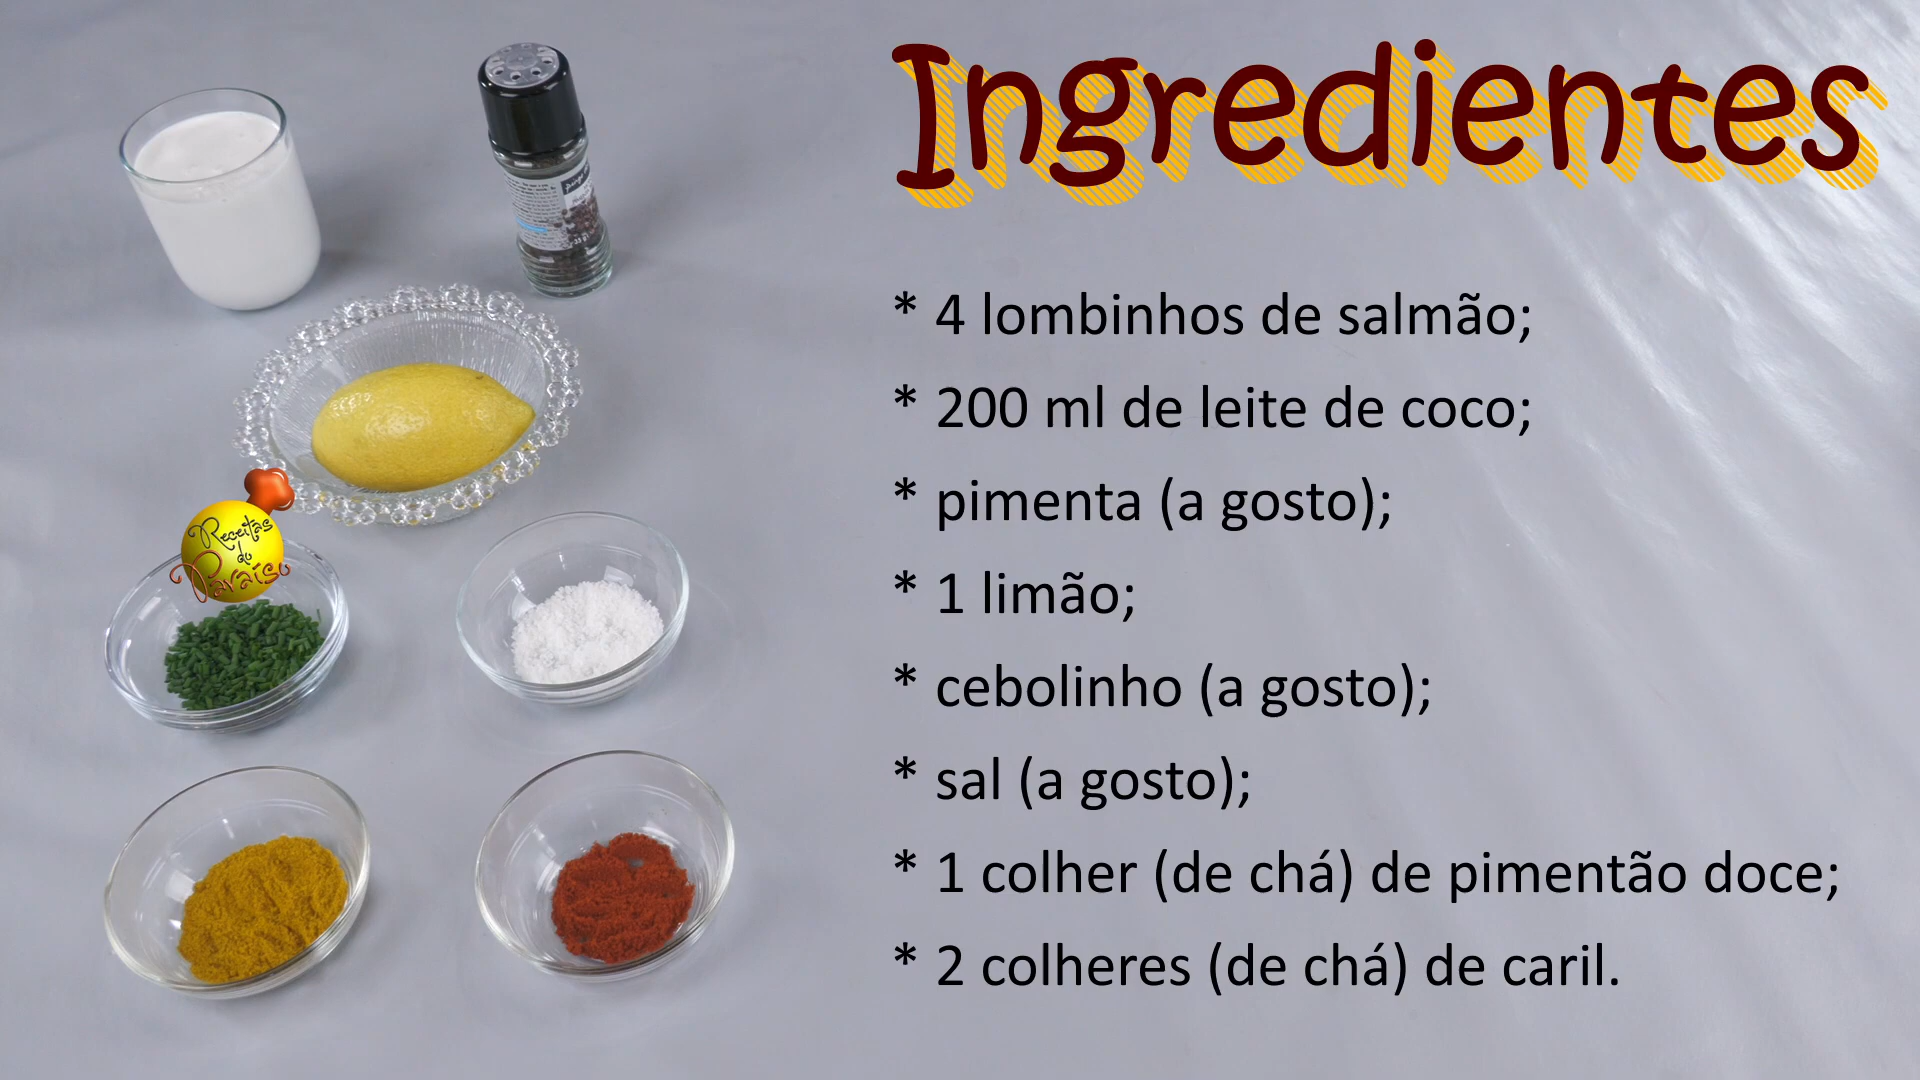 Ingredientes
* 4 lombinhos de salmão;
* 200 ml de leite de coco;
* pimenta (a gosto);
* 1 limão;
* cebolinho (a gosto);
* sal (a gosto);
* 1 colher (de chá) de pimentão doce;
* 2 colheres (de chá) de caril.
Receitas
do
Paraíso